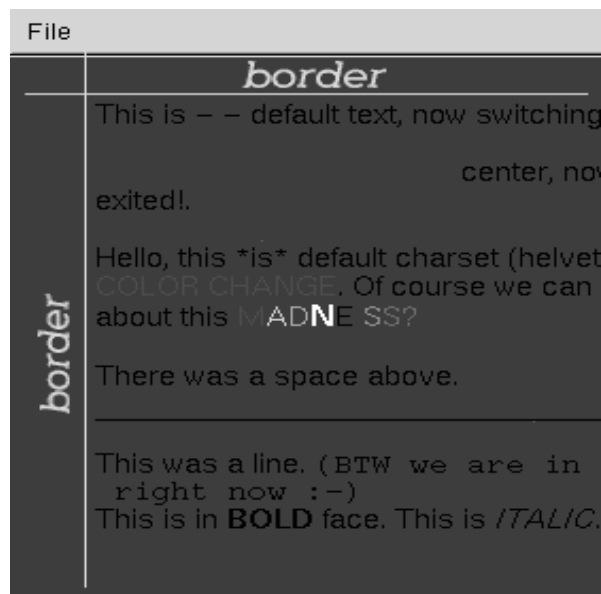 File
border
This is – – default text, now switching
center, nov
exited!.
Hello, this *is* default charset (helvet
COLOR CHANGE. Of course we can
about this MADNE SS?
border
There was a space above.
This was a line. (BTW we are in
right now :–)
This is in BOLD face. This is ITALIC.